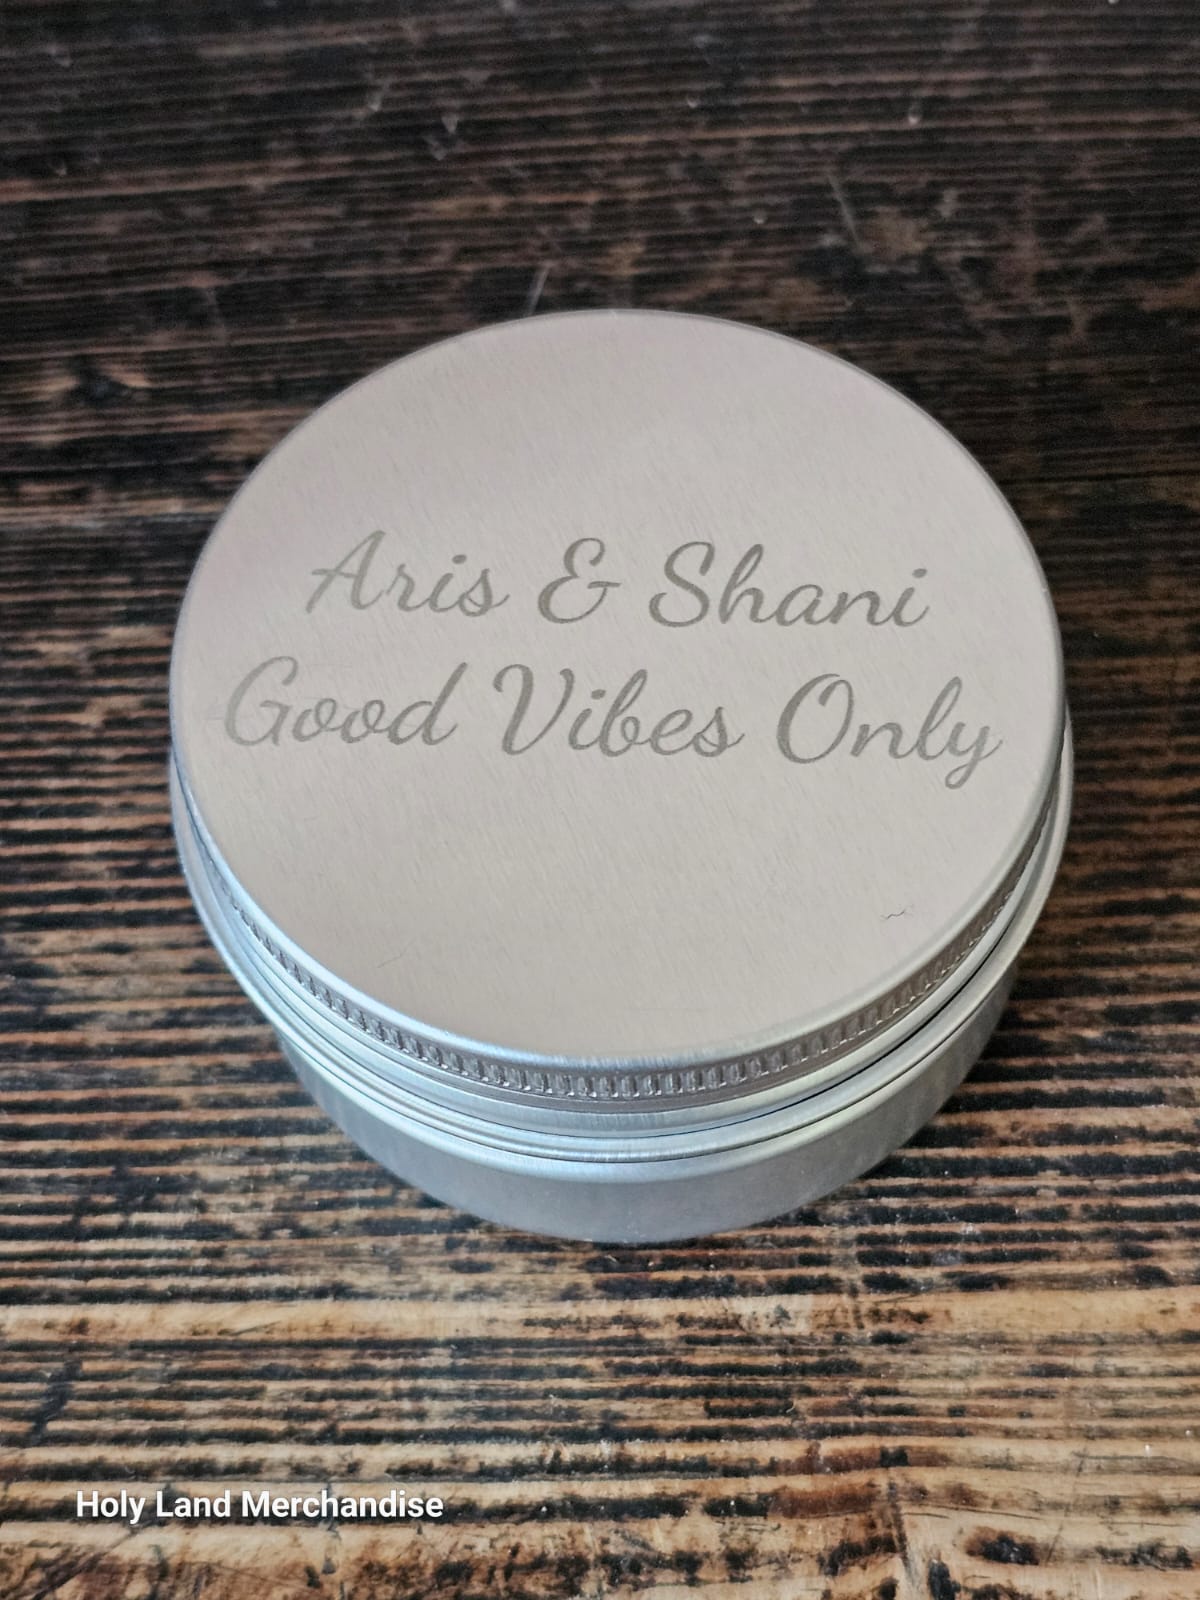 Aris & Shani
Good Vibes Only
Holy Land Merchandise